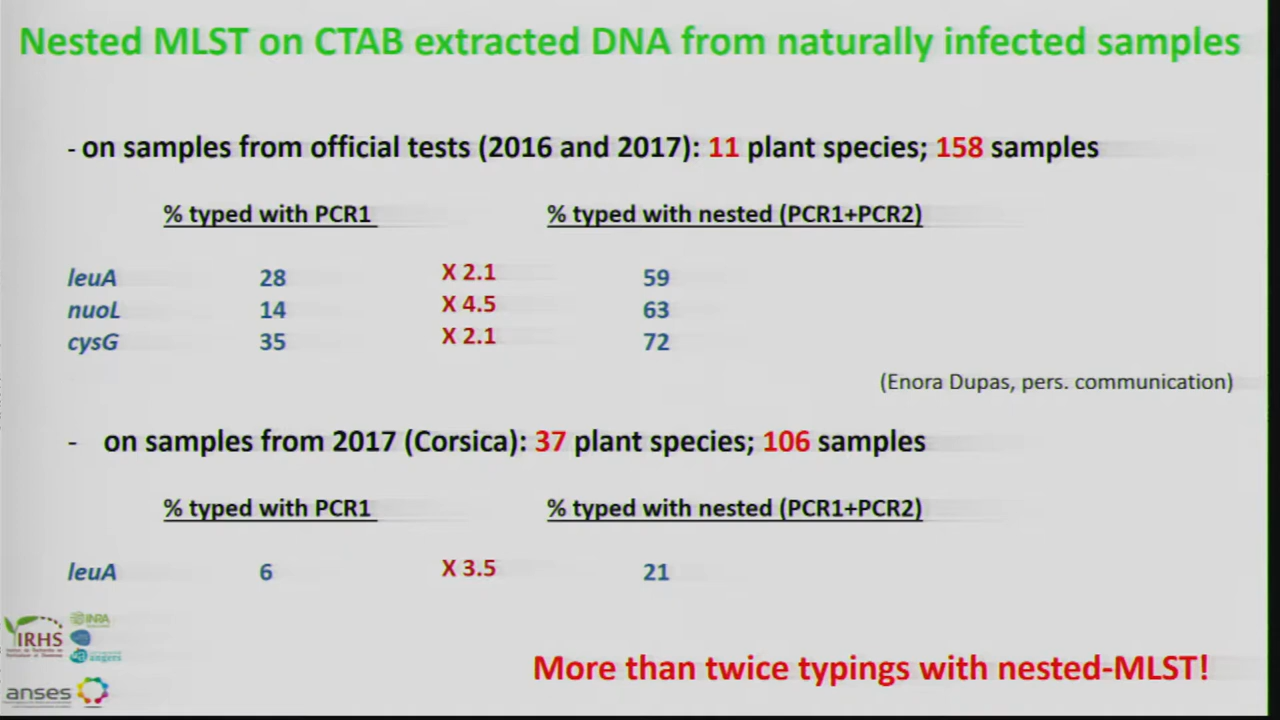 Nested MLST on CTAB extracted DNA from naturally infected samples
- on samples from official tests (2016 and 2017): 11 plant species; 158 samples
% typed with PCR1 % typed with nested (PCR1+PCR2)
leuA 28 X 2.1 59
nuoL 14 X 4.5 63
cysG 35 X 2.1 72
(Enora Dupas, pers. communication)
- on samples from 2017 (Corsica): 37 plant species; 106 samples
% typed with PCR1 % typed with nested (PCR1+PCR2)
leuA 6 X 3.5 21
IRHS INRA
angers
More than twice typings with nested-MLST!
anses